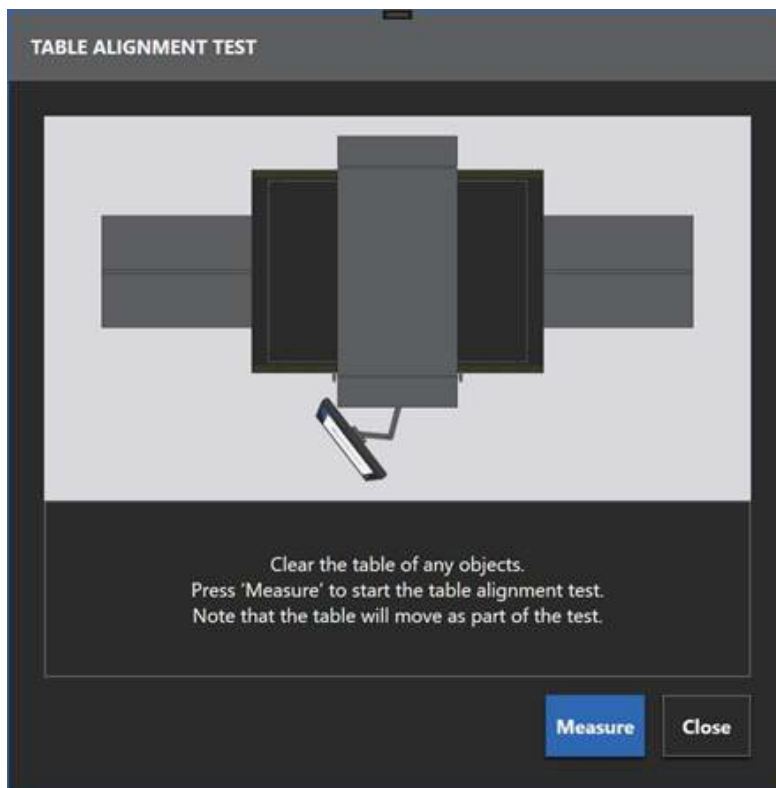 TABLE ALIGNMENT TEST
Clear the table of any objects.
Press ‘Measure’ to start the table alignment test.
Note that the table will move as part of the test.
Measure
Close